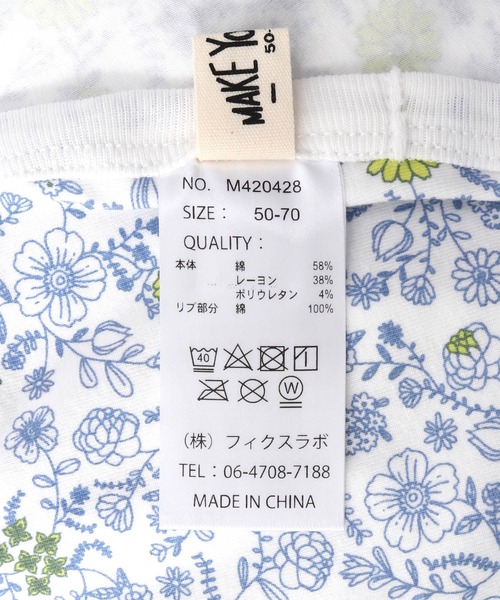 MAKE Yo
50-
NO. M420428
SIZE： 50-70
QUALITY：
本体 綿 58%
レーヨン 38%
ポリウレタン 4%
リブ部分 綿 100%
40
W
（株）フィクスラボ
TEL：06-4708-7188
MADE IN CHINA